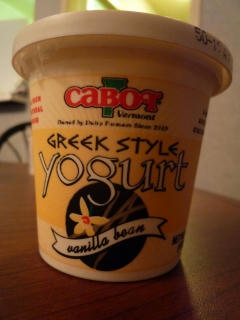 CABOT
Vermont
Owned by Dairy Farmers Since 1919
GREEK STYLE
yogurt
vanilla bean